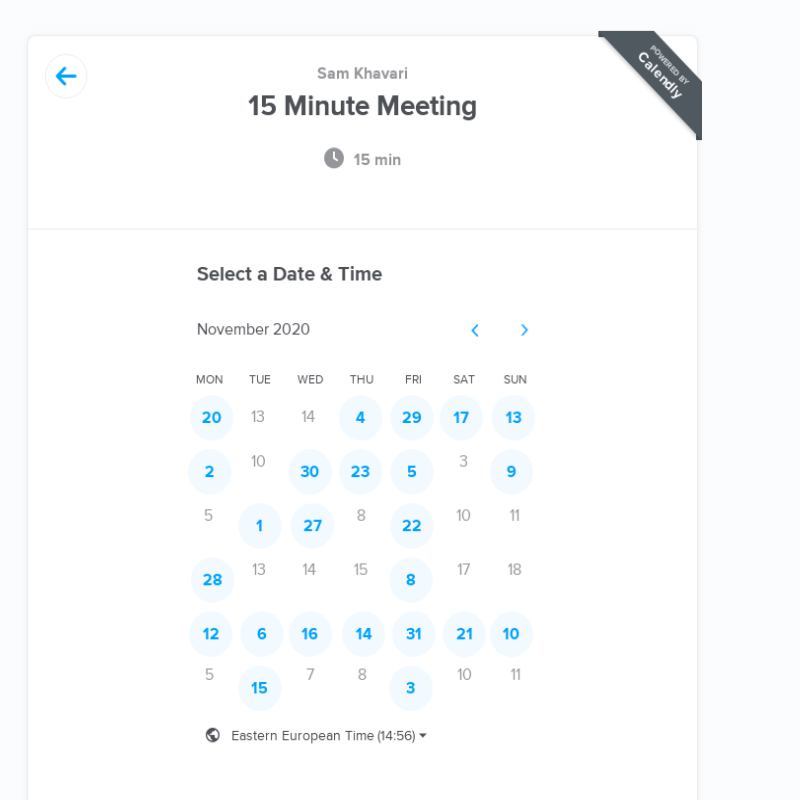 POWERED BY
Calendly
Sam Khavari
15 Minute Meeting
15 min
Select a Date & Time
November 2020
MON TUE WED THU FRI SAT SUN
20 13 14 4 29 17 13
2 10 30 23 5 3 9
5 1 27 8 22 10 11
28 13 14 15 8 17 18
12 6 16 14 31 21 10
5 15 7 8 3 10 11
Eastern European Time (14:56)